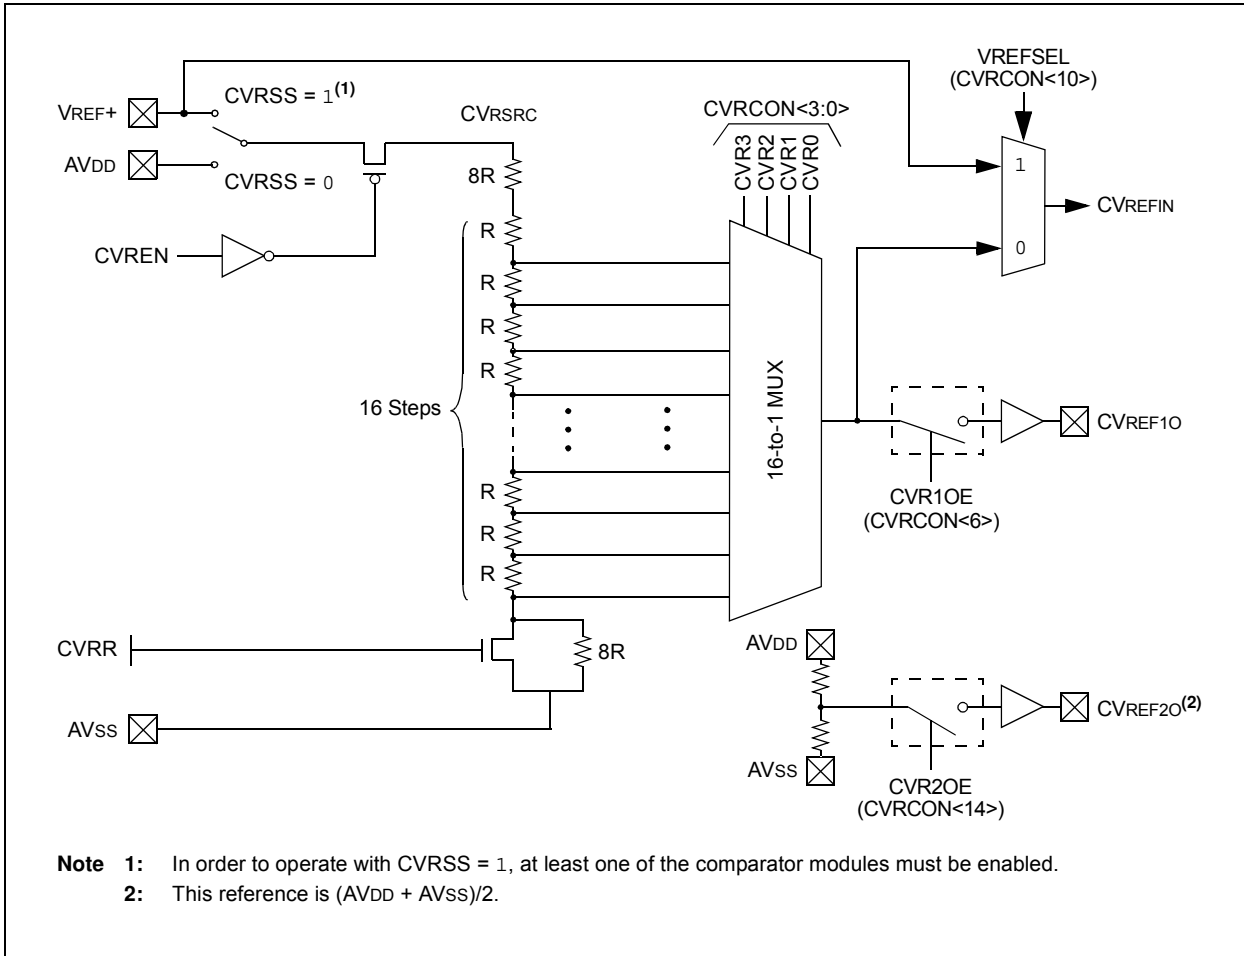 VREFSEL
(CVRCON<10>)
VREF+
CVRSS = 1(1)
CVRSRC
CVRCON<3:0>
CVR3
CVR2
CVR1
CVR0
AVDD
CVRSS = 0
8R
1
CVREFIN
R
CVREN
0
R
R
R
16 Steps
16-to-1 MUX
CVREF1O
R
CVR1OE
(CVRCON<6>)
R
R
CVRR
8R
AVDD
AVSS
CVREF2O(2)
AVSS
CVR2OE
(CVRCON<14>)
Note 1: In order to operate with CVRSS = 1, at least one of the comparator modules must be enabled.
2: This reference is (AVDD + AVSS)/2.